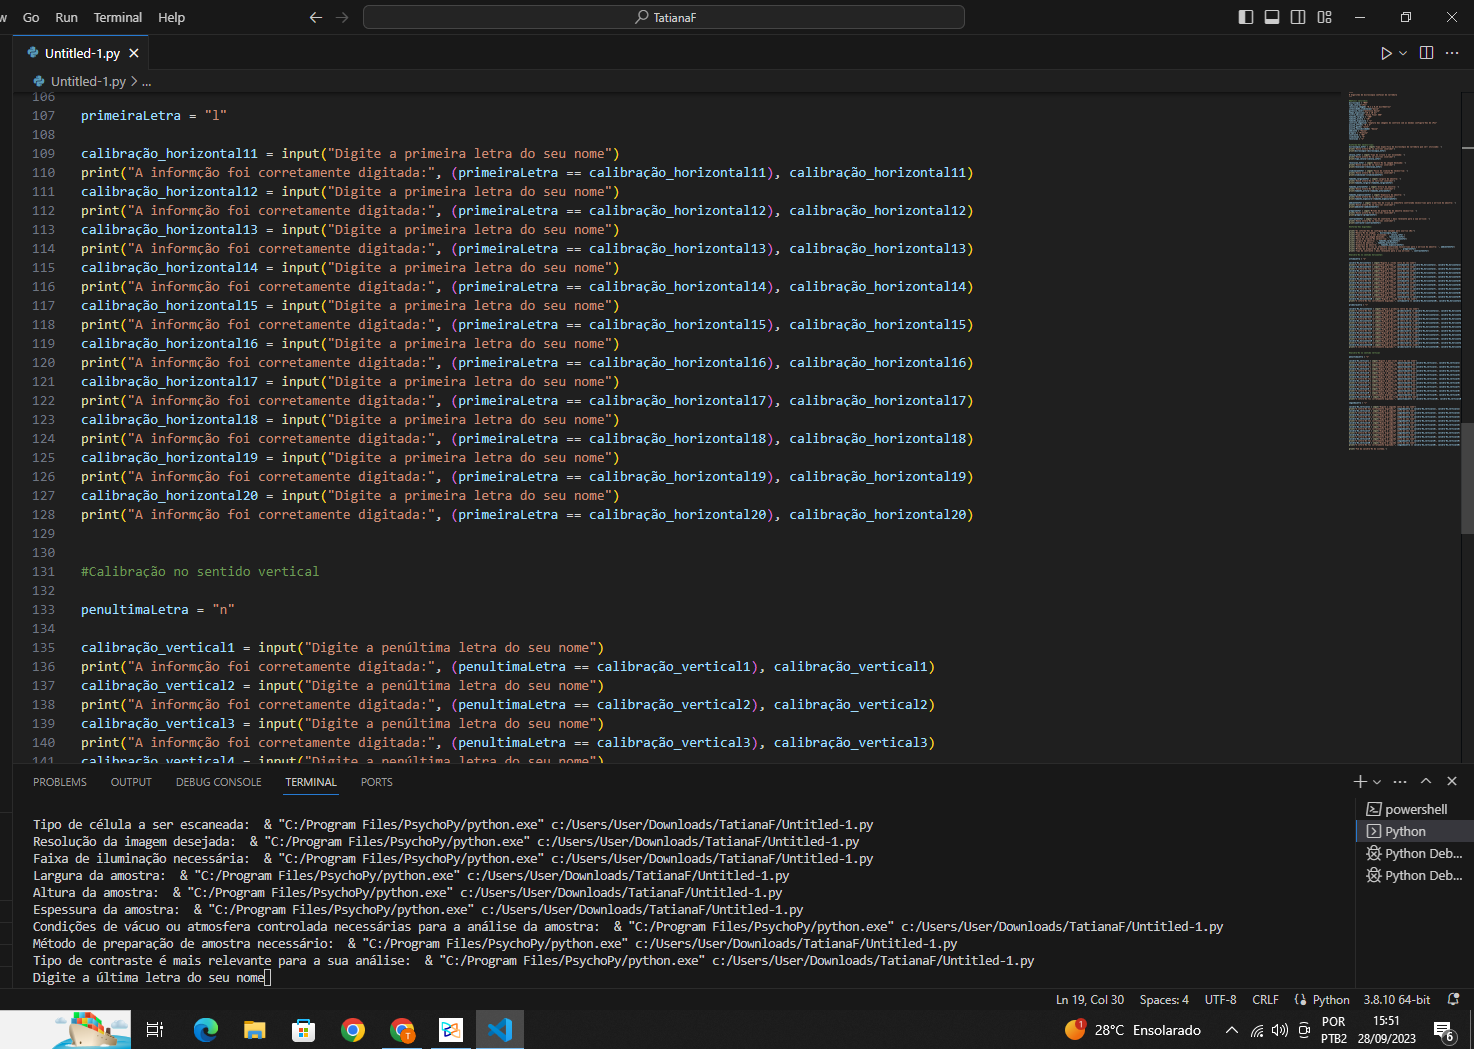 w Go Run Terminal Help TatianaF
Untitled-1.py
Untitled-1.py > ...
106
107 primeiraLetra = "l"
108
109 calibração_horizontal11 = input("Digite a primeira letra do seu nome")
110 print("A informção foi corretamente digitada:", (primeiraLetra == calibração_horizontal11), calibração_horizontal11)
111 calibração_horizontal12 = input("Digite a primeira letra do seu nome")
112 print("A informção foi corretamente digitada:", (primeiraLetra == calibração_horizontal12), calibração_horizontal12)
113 calibração_horizontal13 = input("Digite a primeira letra do seu nome")
114 print("A informção foi corretamente digitada:", (primeiraLetra == calibração_horizontal13), calibração_horizontal13)
115 calibração_horizontal14 = input("Digite a primeira letra do seu nome")
116 print("A informção foi corretamente digitada:", (primeiraLetra == calibração_horizontal14), calibração_horizontal14)
117 calibração_horizontal15 = input("Digite a primeira letra do seu nome")
118 print("A informção foi corretamente digitada:", (primeiraLetra == calibração_horizontal15), calibração_horizontal15)
119 calibração_horizontal16 = input("Digite a primeira letra do seu nome")
120 print("A informção foi corretamente digitada:", (primeiraLetra == calibração_horizontal16), calibração_horizontal16)
121 calibração_horizontal17 = input("Digite a primeira letra do seu nome")
122 print("A informção foi corretamente digitada:", (primeiraLetra == calibração_horizontal17), calibração_horizontal17)
123 calibração_horizontal18 = input("Digite a primeira letra do seu nome")
124 print("A informção foi corretamente digitada:", (primeiraLetra == calibração_horizontal18), calibração_horizontal18)
125 calibração_horizontal19 = input("Digite a primeira letra do seu nome")
126 print("A informção foi corretamente digitada:", (primeiraLetra == calibração_horizontal19), calibração_horizontal19)
127 calibração_horizontal20 = input("Digite a primeira letra do seu nome")
128 print("A informção foi corretamente digitada:", (primeiraLetra == calibração_horizontal20), calibração_horizontal20)
129
130
131 #Calibração no sentido vertical
132
133 penultimaLetra = "n"
134
135 calibração_vertical1 = input("Digite a penúltima letra do seu nome")
136 print("A informção foi corretamente digitada:", (penultimaLetra == calibração_vertical1), calibração_vertical1)
137 calibração_vertical2 = input("Digite a penúltima letra do seu nome")
138 print("A informção foi corretamente digitada:", (penultimaLetra == calibração_vertical2), calibração_vertical2)
139 calibração_vertical3 = input("Digite a penúltima letra do seu nome")
140 print("A informção foi corretamente digitada:", (penultimaLetra == calibração_vertical3), calibração_vertical3)
141 calibração_vertical4 = input("Digite a penúltima letra do seu nome")
PROBLEMS OUTPUT DEBUG CONSOLE TERMINAL PORTS
powershell
Python
Python Deb...
Python Deb...
Tipo de célula a ser escaneada:  & "C:/Program Files/PsychoPy/python.exe" c:/Users/User/Downloads/TatianaF/Untitled-1.py
Resolução da imagem desejada:  & "C:/Program Files/PsychoPy/python.exe" c:/Users/User/Downloads/TatianaF/Untitled-1.py
Faixa de iluminação necessária:  & "C:/Program Files/PsychoPy/python.exe" c:/Users/User/Downloads/TatianaF/Untitled-1.py
Largura da amostra:  & "C:/Program Files/PsychoPy/python.exe" c:/Users/User/Downloads/TatianaF/Untitled-1.py
Altura da amostra:  & "C:/Program Files/PsychoPy/python.exe" c:/Users/User/Downloads/TatianaF/Untitled-1.py
Espessura da amostra:  & "C:/Program Files/PsychoPy/python.exe" c:/Users/User/Downloads/TatianaF/Untitled-1.py
Condições de vácuo ou atmosfera controlada necessárias para a análise da amostra:  & "C:/Program Files/PsychoPy/python.exe" c:/Users/User/Downloads/TatianaF/Untitled-1.py
Método de preparação de amostra necessário:  & "C:/Program Files/PsychoPy/python.exe" c:/Users/User/Downloads/TatianaF/Untitled-1.py
Tipo de contraste é mais relevante para a sua análise:  & "C:/Program Files/PsychoPy/python.exe" c:/Users/User/Downloads/TatianaF/Untitled-1.py
Digite a última letra do seu nome
Ln 19, Col 30 Spaces: 4 UTF-8 CRLF Python 3.8.10 64-bit
T 1 28°C Ensolarado POR 15:51
PTB2 28/09/2023 6